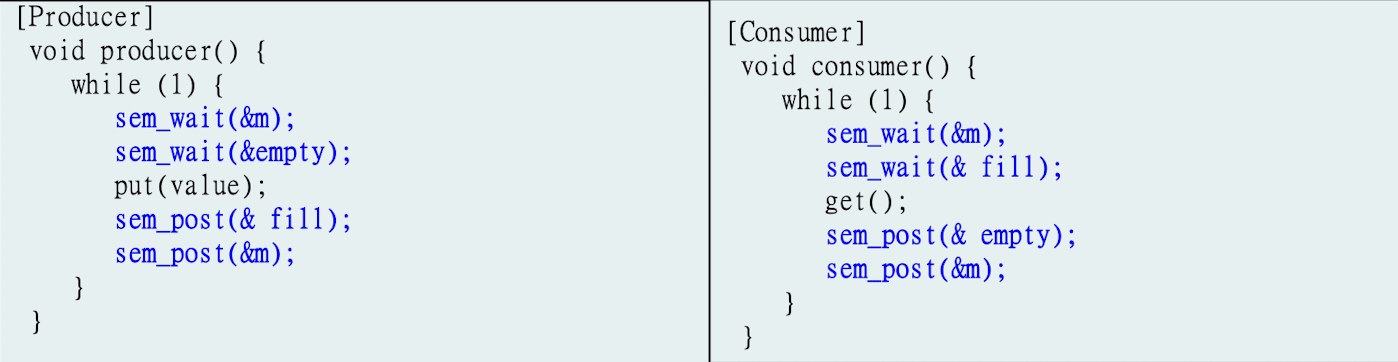 [Producer]
void producer() {
while (1) {
sem_wait(&m);
sem_wait(&empty);
put(value);
sem_post(& fill);
sem_post(&m);
}
}
[Consumer]
void consumer() {
while (1) {
sem_wait(&m);
sem_wait(& fill);
get();
sem_post(& empty);
sem_post(&m);
}
}